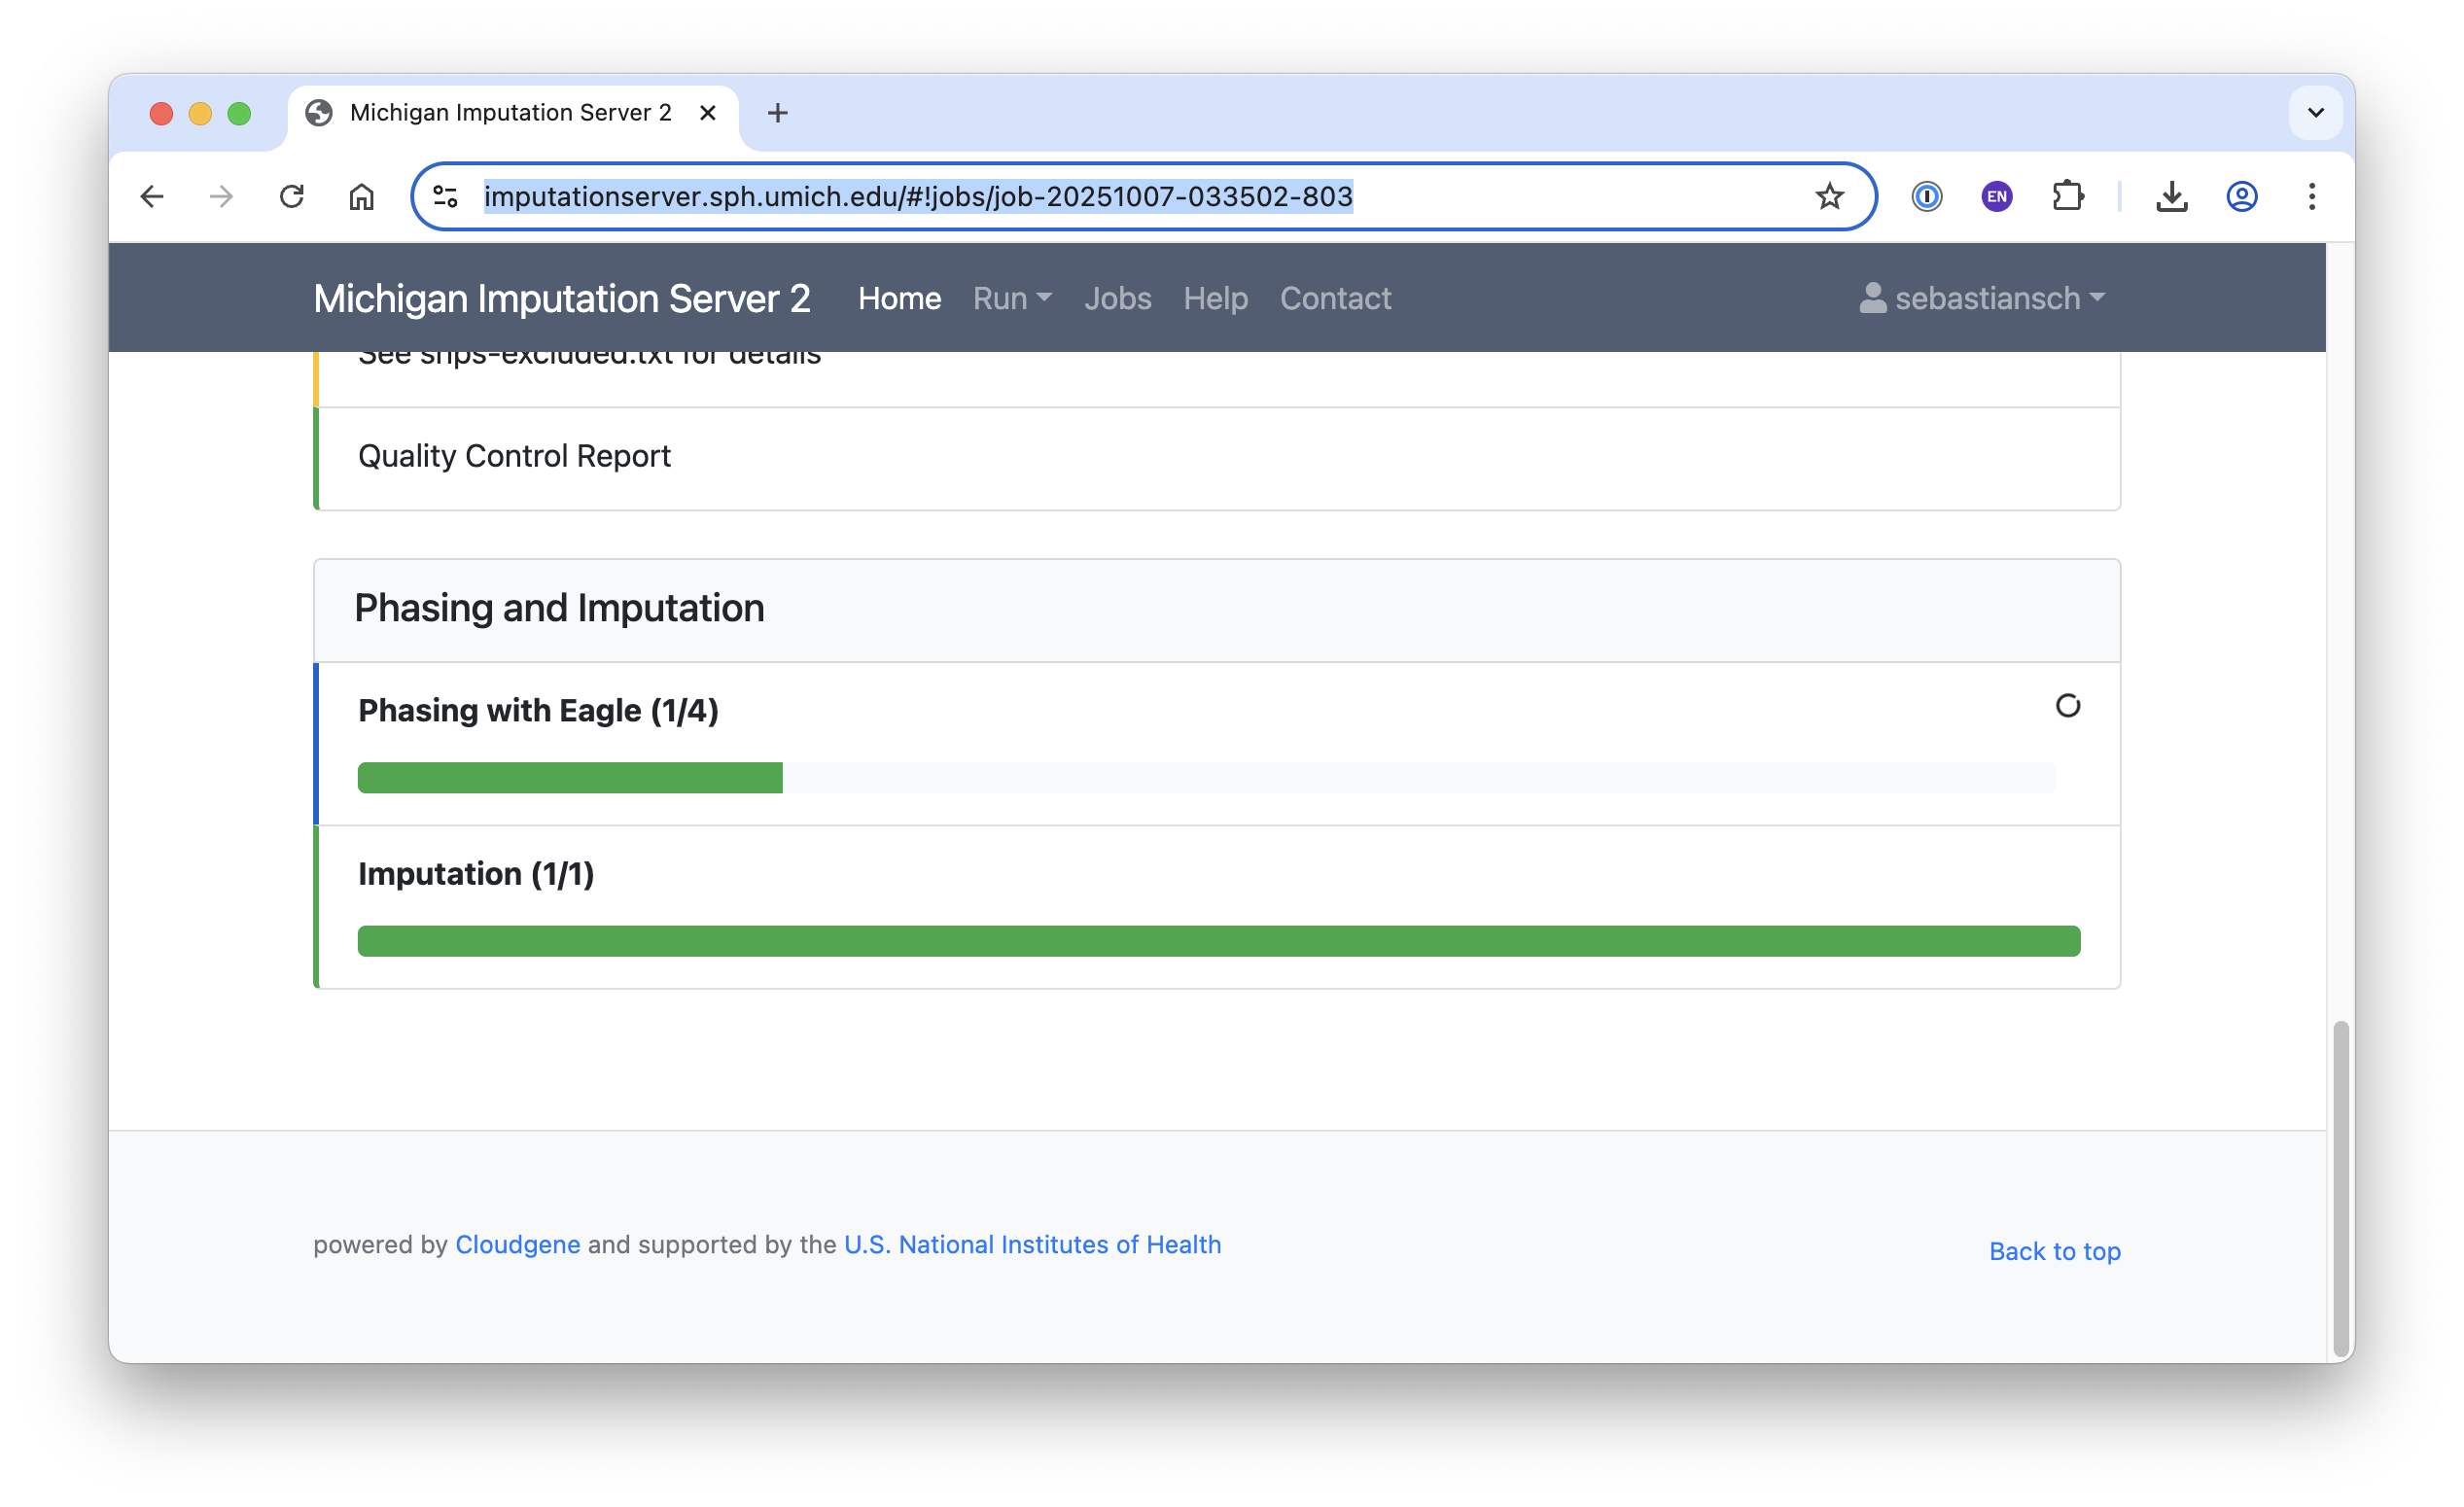 Michigan Imputation Server 2
imputationserver.sph.umich.edu/#!jobs/job-20251007-033502-803
EN
Michigan Imputation Server 2 Home Run Jobs Help Contact sebastiansch
See snps-excluded.txt for details
Quality Control Report
Phasing and Imputation
Phasing with Eagle (1/4)
Imputation (1/1)
powered by Cloudgene and supported by the U.S. National Institutes of Health
Back to top